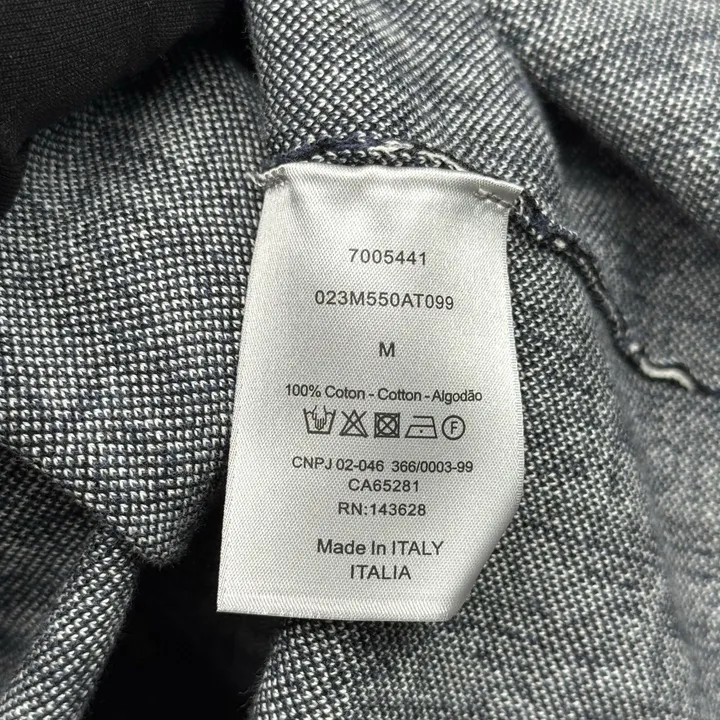 7005441
023M550AT099
M
100% Coton - Cotton - Algodão
F
CNPJ 02-046 366/0003-99
CA65281
RN:143628
Made In ITALY
ITALIA